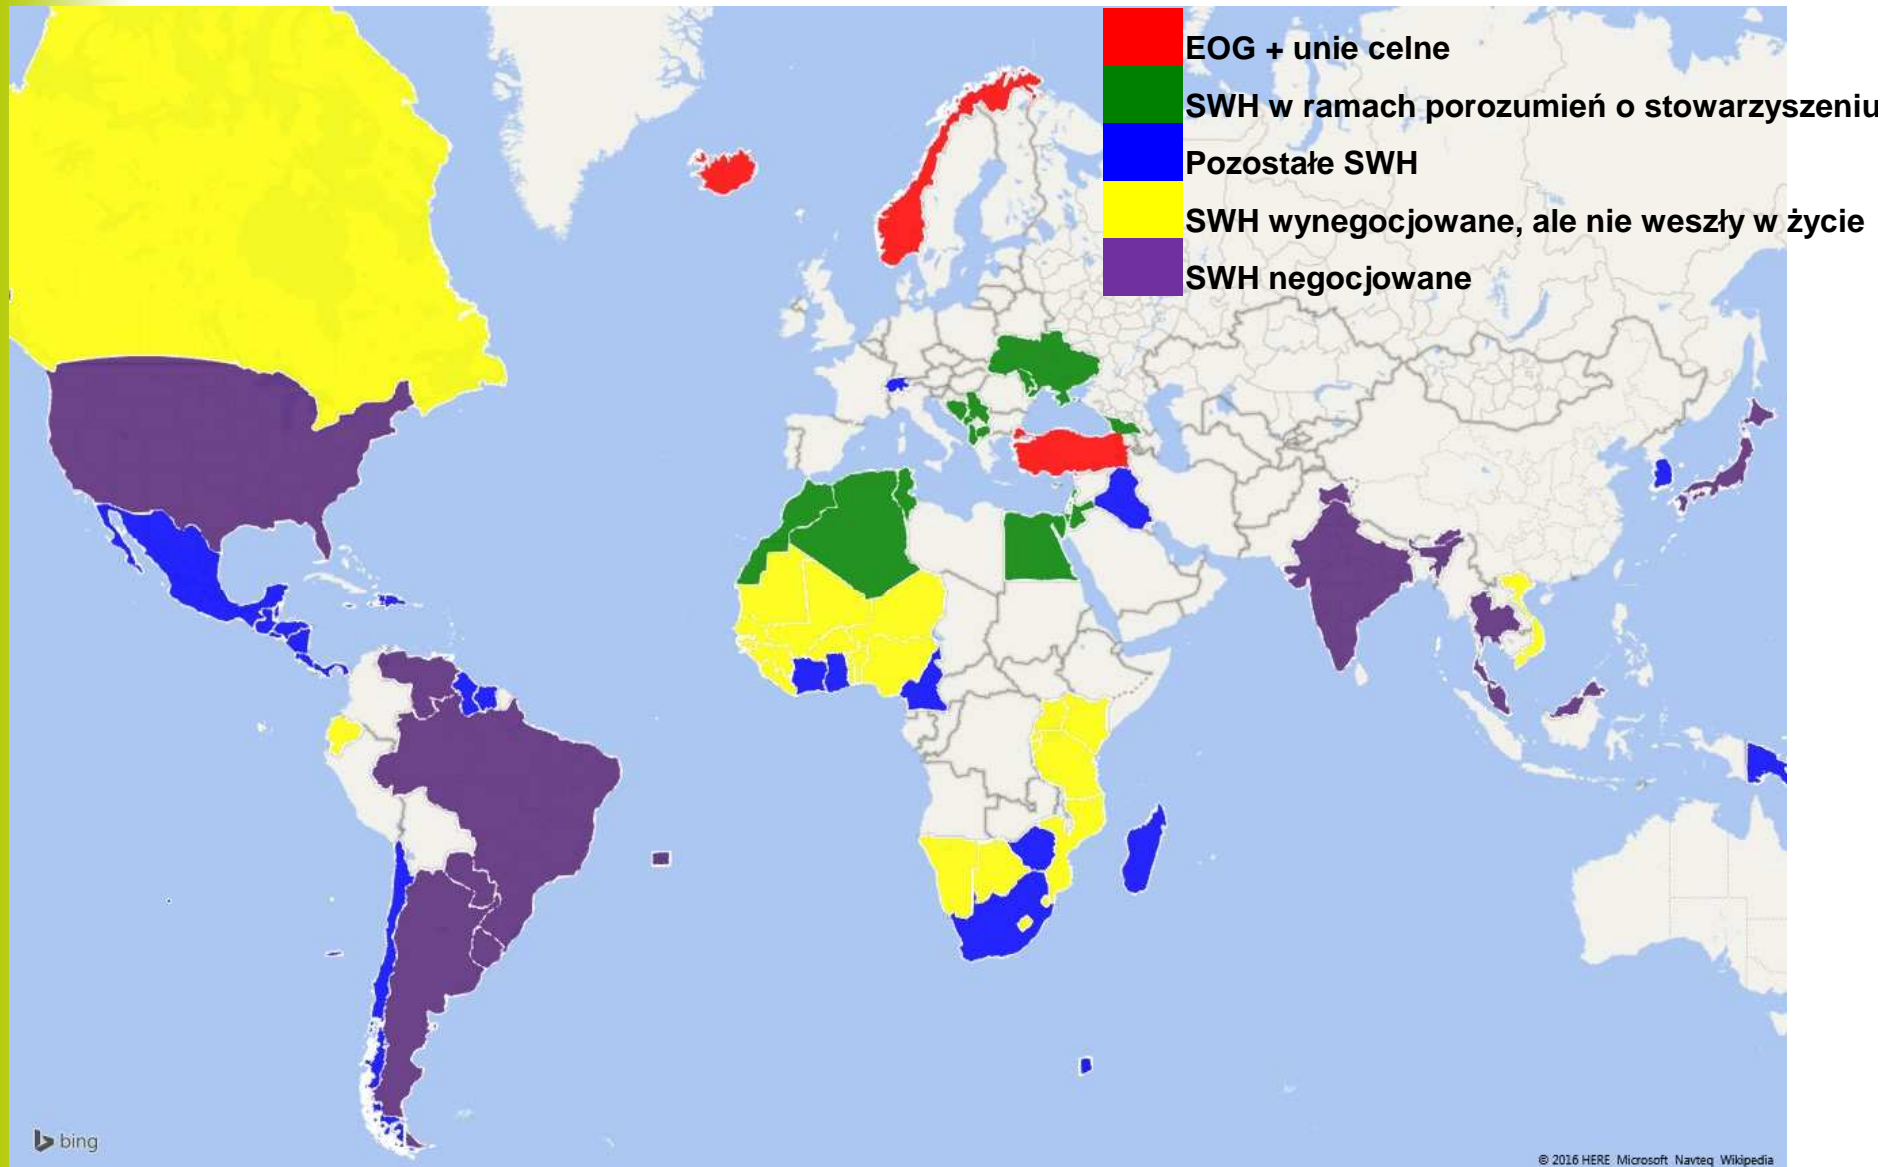 EOG + unie celne
SWH w ramach porozumień o stowarzyszeniu
Pozostałe SWH
SWH wynegocjowane, ale nie weszły w życie
SWH negocjowane
bing
© 2016 HERE Microsoft Navteq Wikipedia